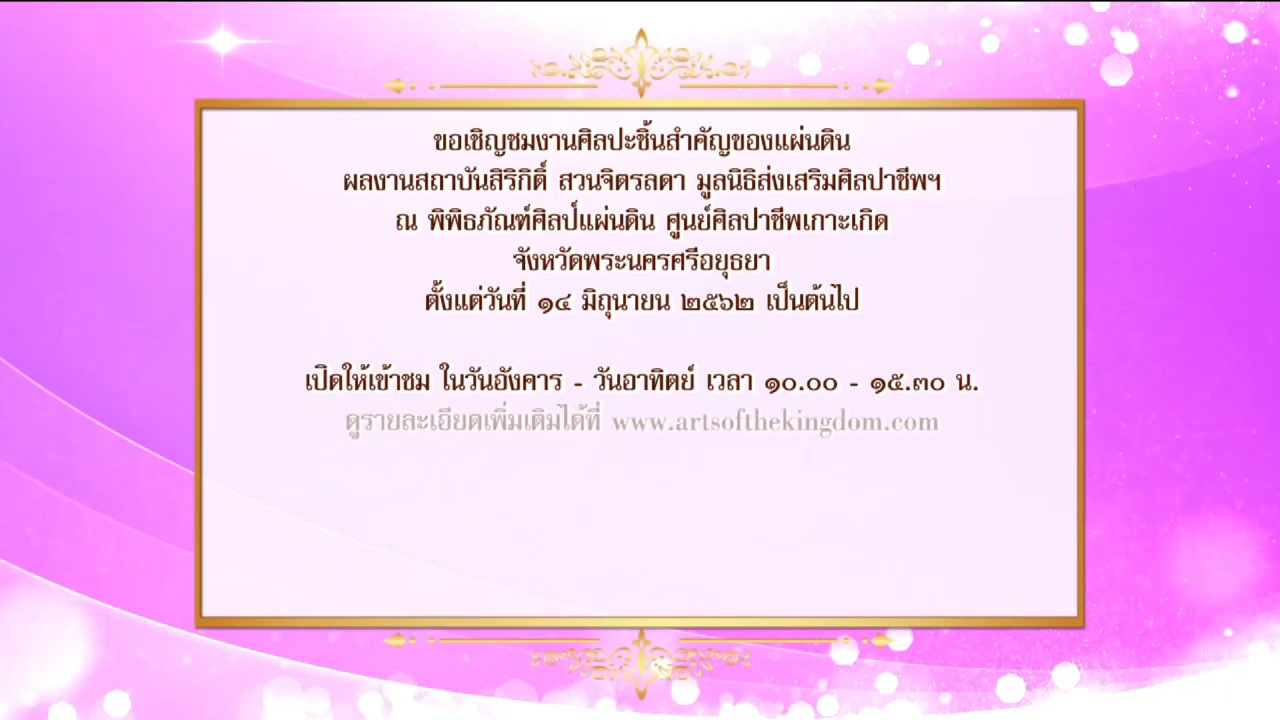 ขอเชิญชมงานศิลปะชิ้นสำคัญของแผ่นดิน
ผลงานสถาบันสิริกิติ์ สวนจิตรลดา มูลนิธิส่งเสริมศิลปาชีพฯ
ณ พิพิธภัณฑ์ศิลป์แผ่นดิน ศูนย์ศิลปาชีพเกาะเกิด
จังหวัดพระนครศรีอยุธยา
ตั้งแต่วันที่ ๑๔ มิถุนายน ๒๕๖๒ เป็นต้นไป
เปิดให้เข้าชม ในวันอังคาร - วันอาทิตย์ เวลา ๑๐.๐๐ - ๑๕.๓๐ น.
ดูรายละเอียดเพิ่มเติมได้ที่ www.artsofthekingdom.com